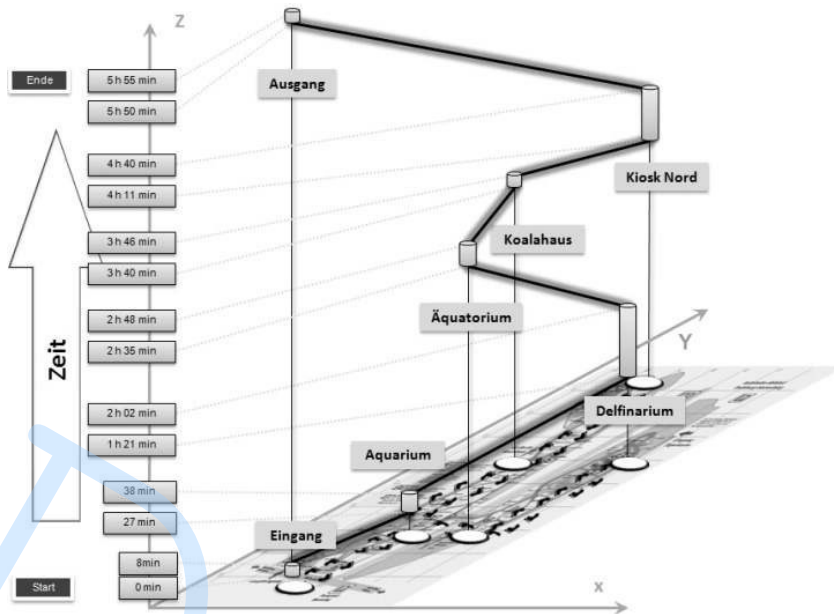 Z
Ende
5 h 55 min
5 h 50 min
Ausgang
4 h 40 min
4 h 11 min
Kiosk Nord
3 h 46 min
Koalahaus
3 h 40 min
2 h 48 min
Äquatorium
2 h 35 min
Y
Zeit
2 h 02 min
Delfinarium
1 h 21 min
Aquarium
38 min
27 min
Eingang
8min
Start
0 min
x